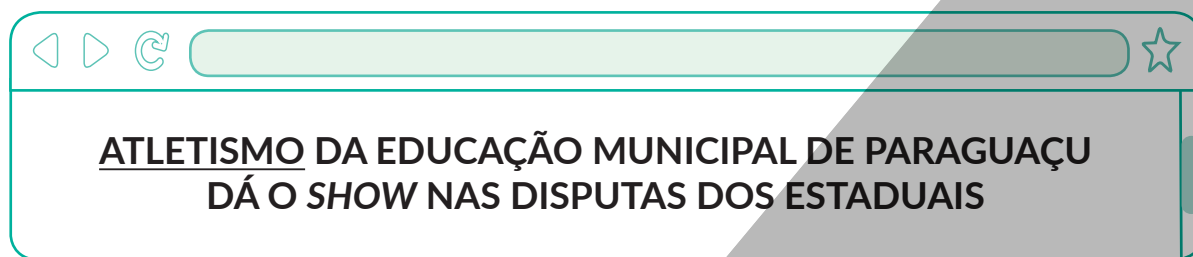 ATLETISMO DA EDUCAÇÃO MUNICIPAL DE PARAGUAÇU
DÁ O SHOW NAS DISPUTAS DOS ESTADUAIS